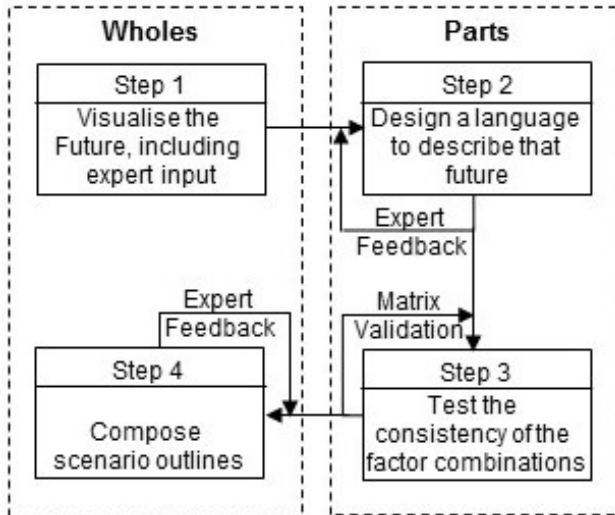 Wholes
Step 1
Visualise the
Future, including
expert input
Parts
Step 2
Design a language
to describe that
future
Expert
Feedback
Matrix
Validation
Step 3
Test the
consistency of the
factor combinations
Expert
Feedback
Step 4
Compose
scenario outlines